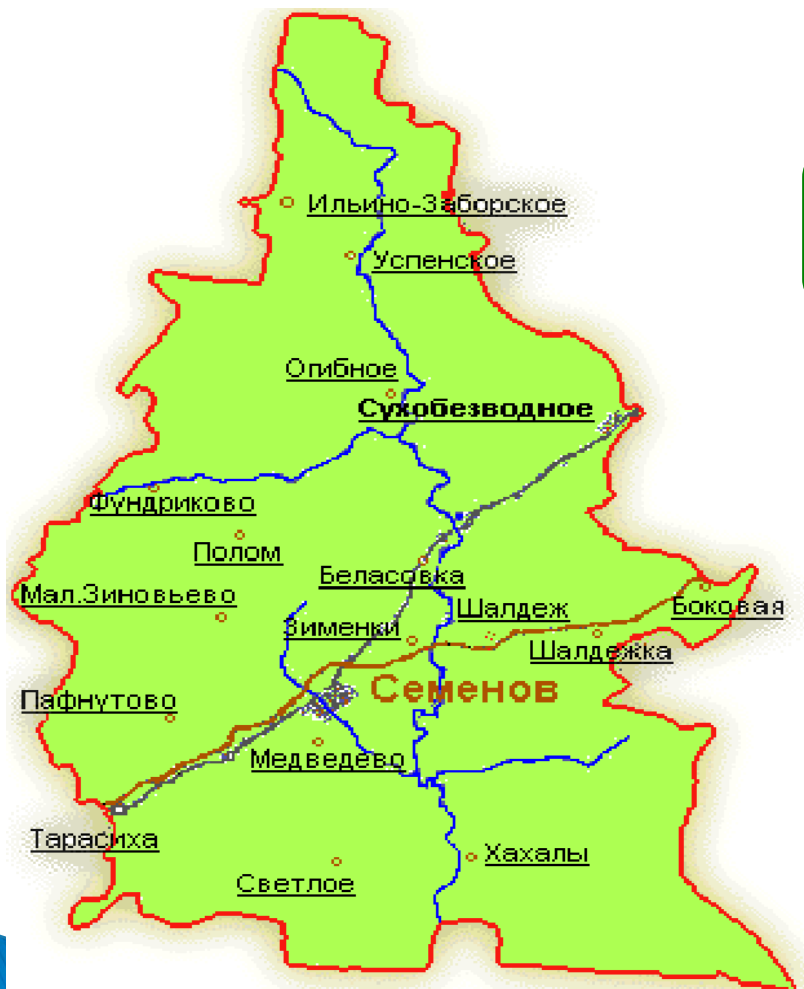 Ильино-Заборское
Успенское
Огибное
Сухобезводное
Фундриково
Полом
Беласовка
Мал.Зиновьево
Шалдеж
Боковая
Зименки
Шалдежка
Семенов
Пафнутово
Медведево
Тарасиха
Хахалы
Светлое